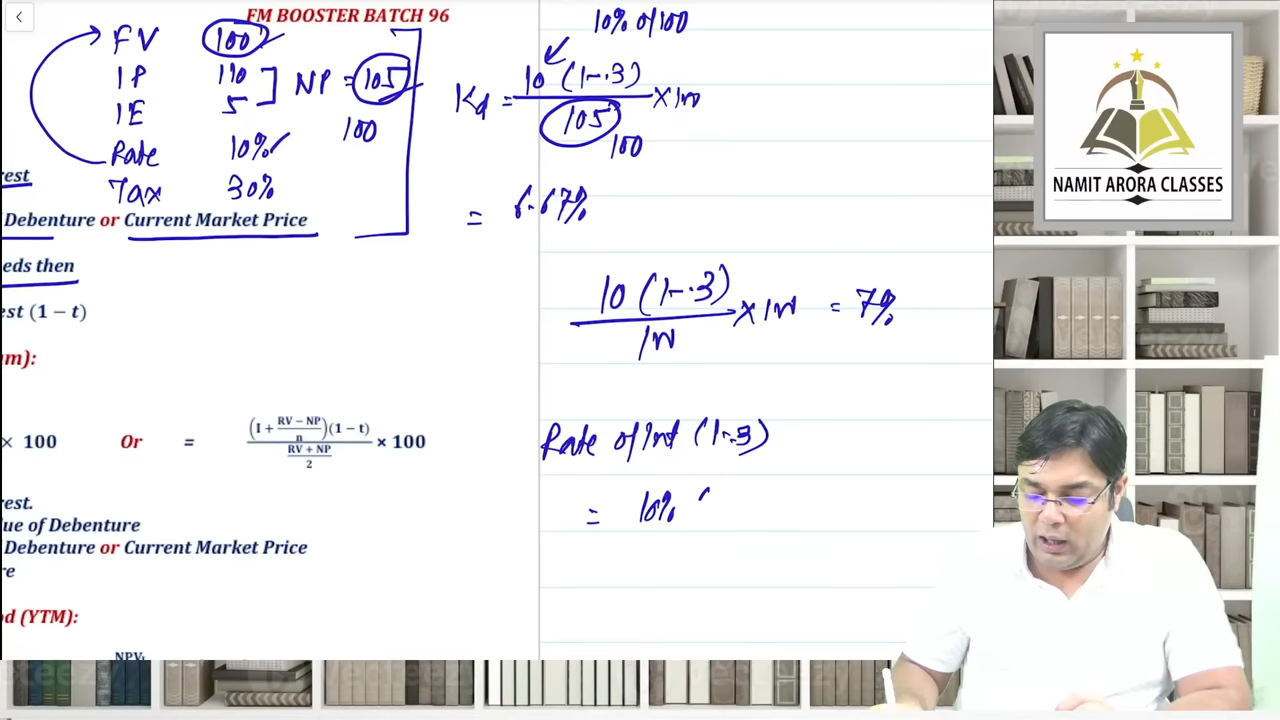 FM BOOSTER BATCH 96
FV 100
IP 110
IE 5
NP = 105
100
Rate 10%
Tax 30%
est
Debenture or Current Market Price
eds then
est (1 − t)
m):
× 100 Or = (I + RV − NP / n)(1 − t) / RV + NP / 2 × 100
est.
ue of Debenture
Debenture or Current Market Price
re
d (YTM):
NPV
10% of 100
Kd = 10 (1-.3) / 105 × 100
100
= 6.67%
10 (1-.3) / 100 × 100 = 7%
Rate of Int (1-.3)
= 10% (
NAMIT ARORA CLASSES